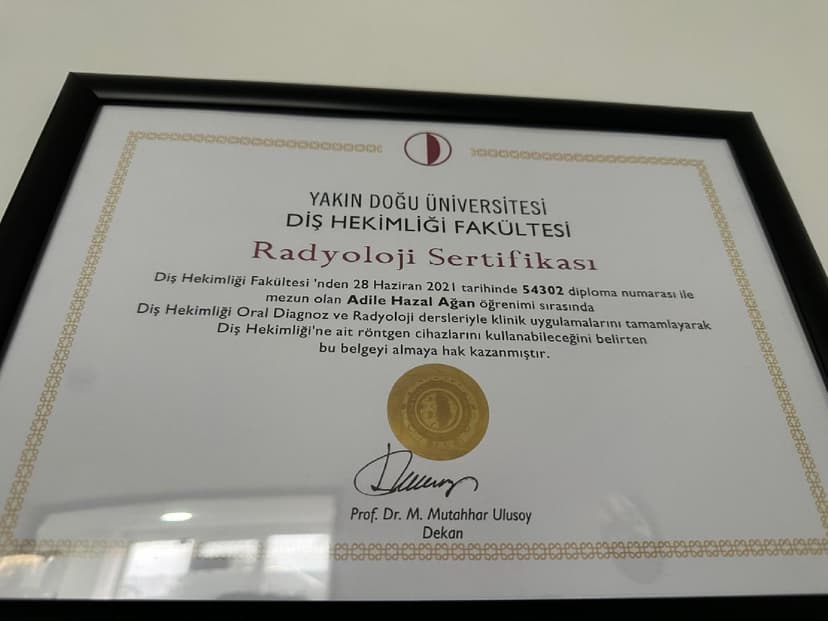 YAKIN DOĞU ÜNİVERSİTESİ
DİŞ HEKİMLİĞİ FAKÜLTESİ
Radyoloji Sertifikası
Diş Hekimliği Fakültesi 'nden 28 Haziran 2021 tarihinde 54302 diploma numarası ile
mezun olan Adile Hazal Ağan öğrenimi sırasında
Diş Hekimliği Oral Diagnoz ve Radyoloji dersleriyle klinik uygulamalarını tamamlayarak
Diş Hekimliği'ne ait röntgen cihazlarını kullanabileceğini belirten
bu belgeyi almaya hak kazanmıştır.
Prof. Dr. M. Mutahhar Ulusoy
Dekan